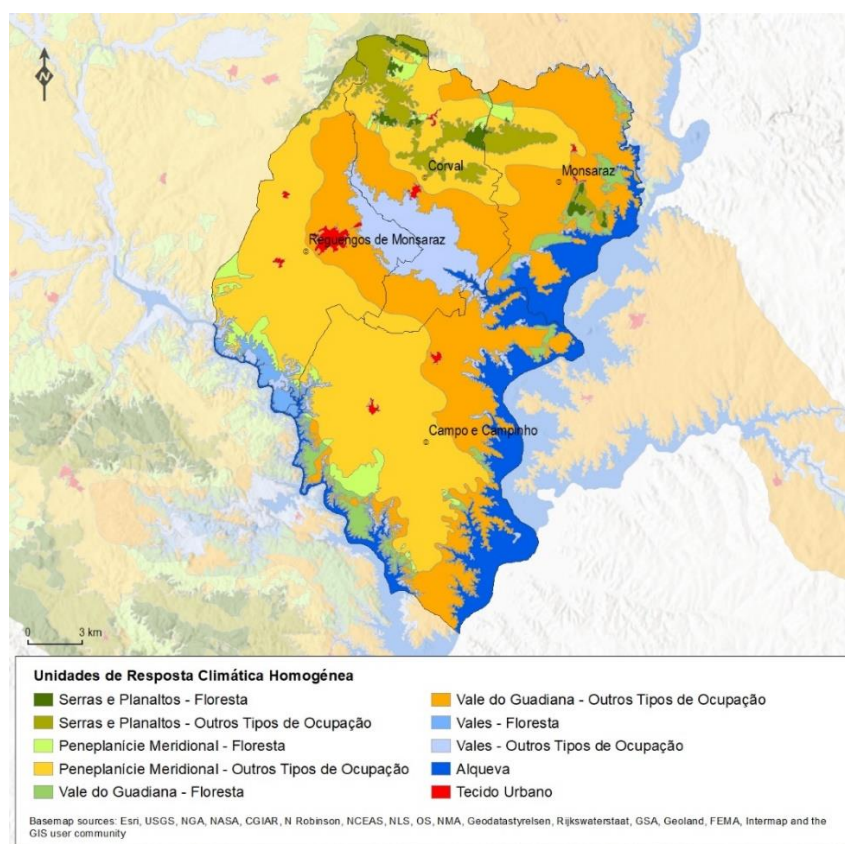 N
Corval
Monsaraz
Reguengos de Monsaraz
Campo e Campinho
0 3 km
Unidades de Resposta Climática Homogénea
Serras e Planaltos - Floresta
Serras e Planaltos - Outros Tipos de Ocupação
Peneplanície Meridional - Floresta
Peneplanície Meridional - Outros Tipos de Ocupação
Vale do Guadiana - Floresta
Vale do Guadiana - Outros Tipos de Ocupação
Vales - Floresta
Vales - Outros Tipos de Ocupação
Alqueva
Tecido Urbano
Basemap sources: Esri, USGS, NGA, NASA, CGIAR, N Robinson, NCEAS, NLS, OS, NMA, Geodatastyrelsen, Rijkswaterstaat, GSA, Geoland, FEMA, Intermap and the
GIS user community